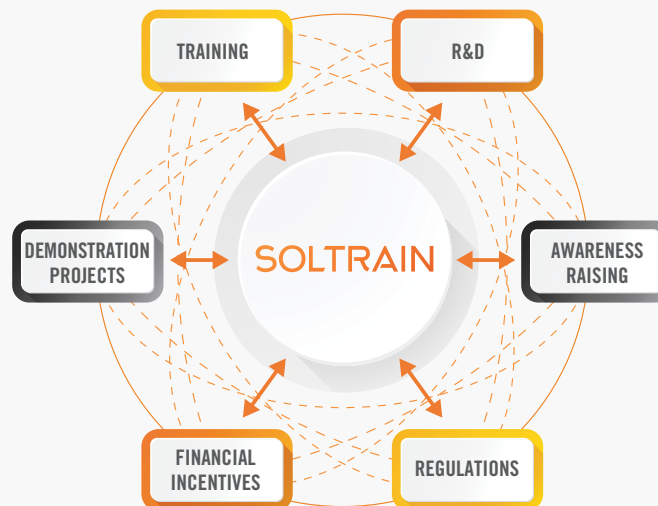 TRAINING
R&D
DEMONSTRATION
PROJECTS
SOLTRAIN
AWARENESS
RAISING
FINANCIAL
INCENTIVES
REGULATIONS